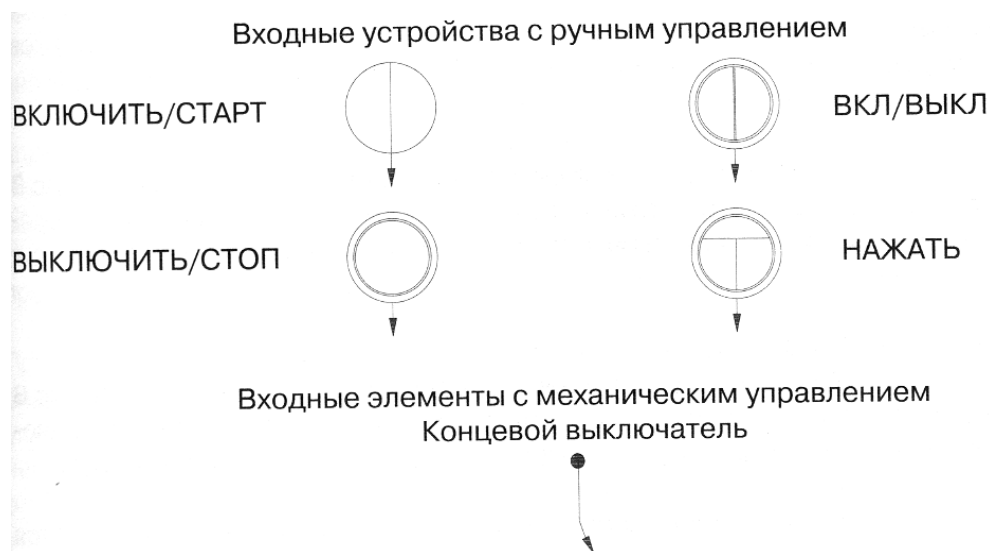 Входные устройства с ручным управлением
ВКЛЮЧИТЬ/СТАРТ
ВКЛ/ВЫКЛ
ВЫКЛЮЧИТЬ/СТОП
НАЖАТЬ
Входные элементы с механическим управлением
Концевой выключатель